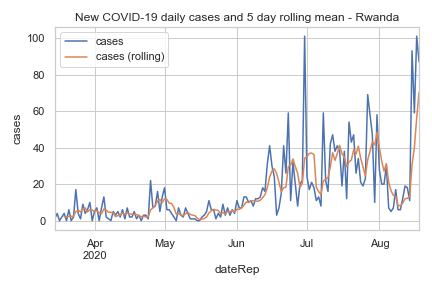 New COVID-19 daily cases and 5 day rolling mean - Rwanda
cases
cases (rolling)
100
80
60
40
20
0
cases
Apr
2020
May
Jun
Jul
Aug
dateRep